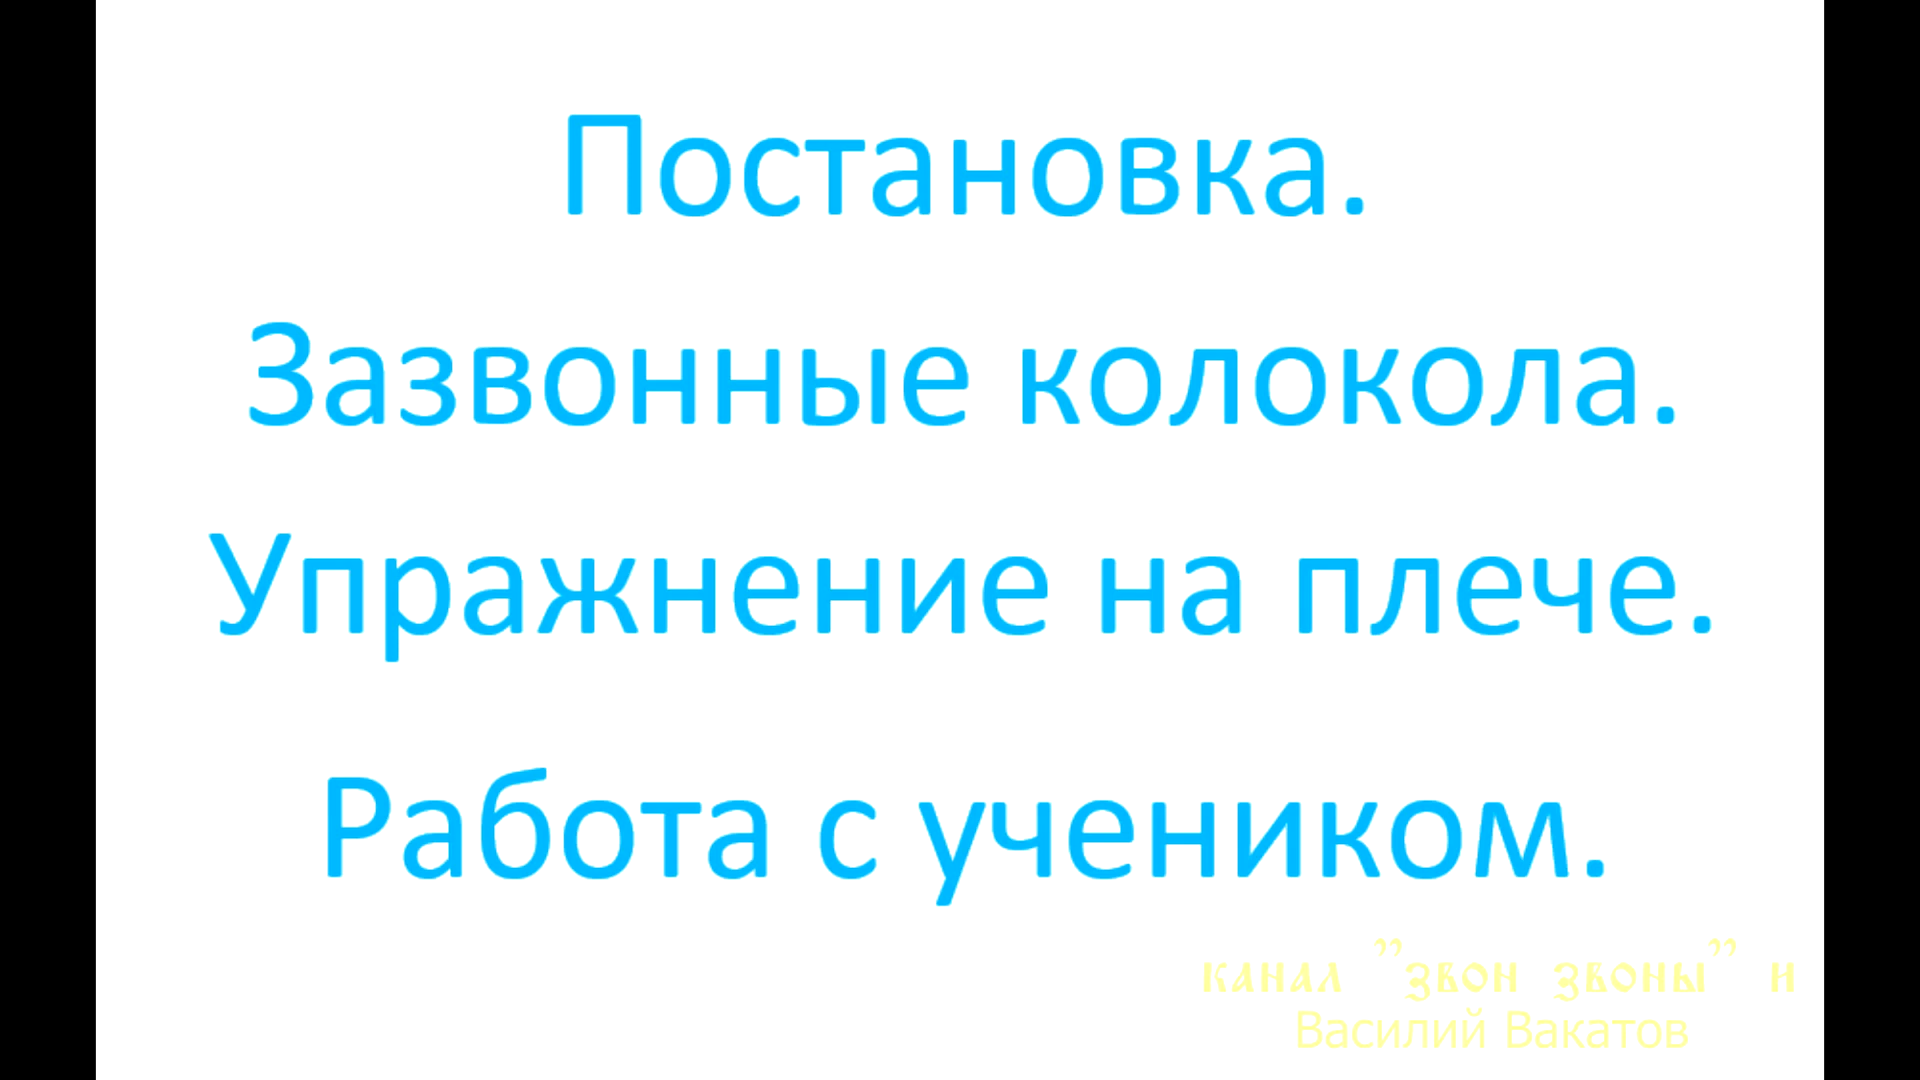 Постановка.
Зазвонные колокола.
Упражнение на плече.
Работа с учеником.
канал "звон звоны" и
Василий Вакатов